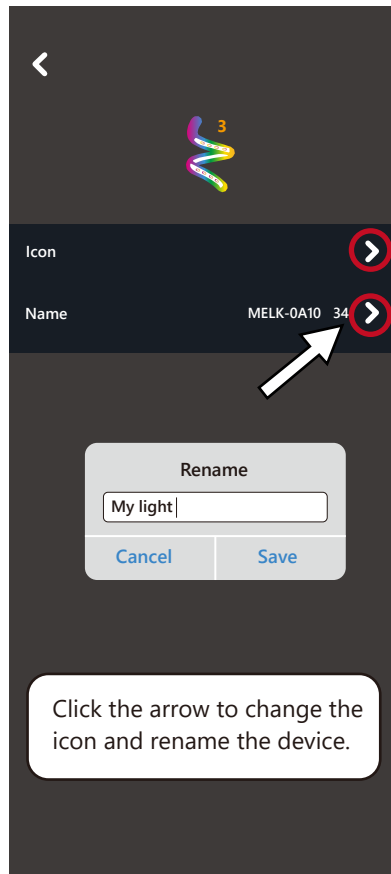 3
Icon
Name MELK-0A10 34
Rename
My light
Cancel Save
Click the arrow to change the
icon and rename the device.